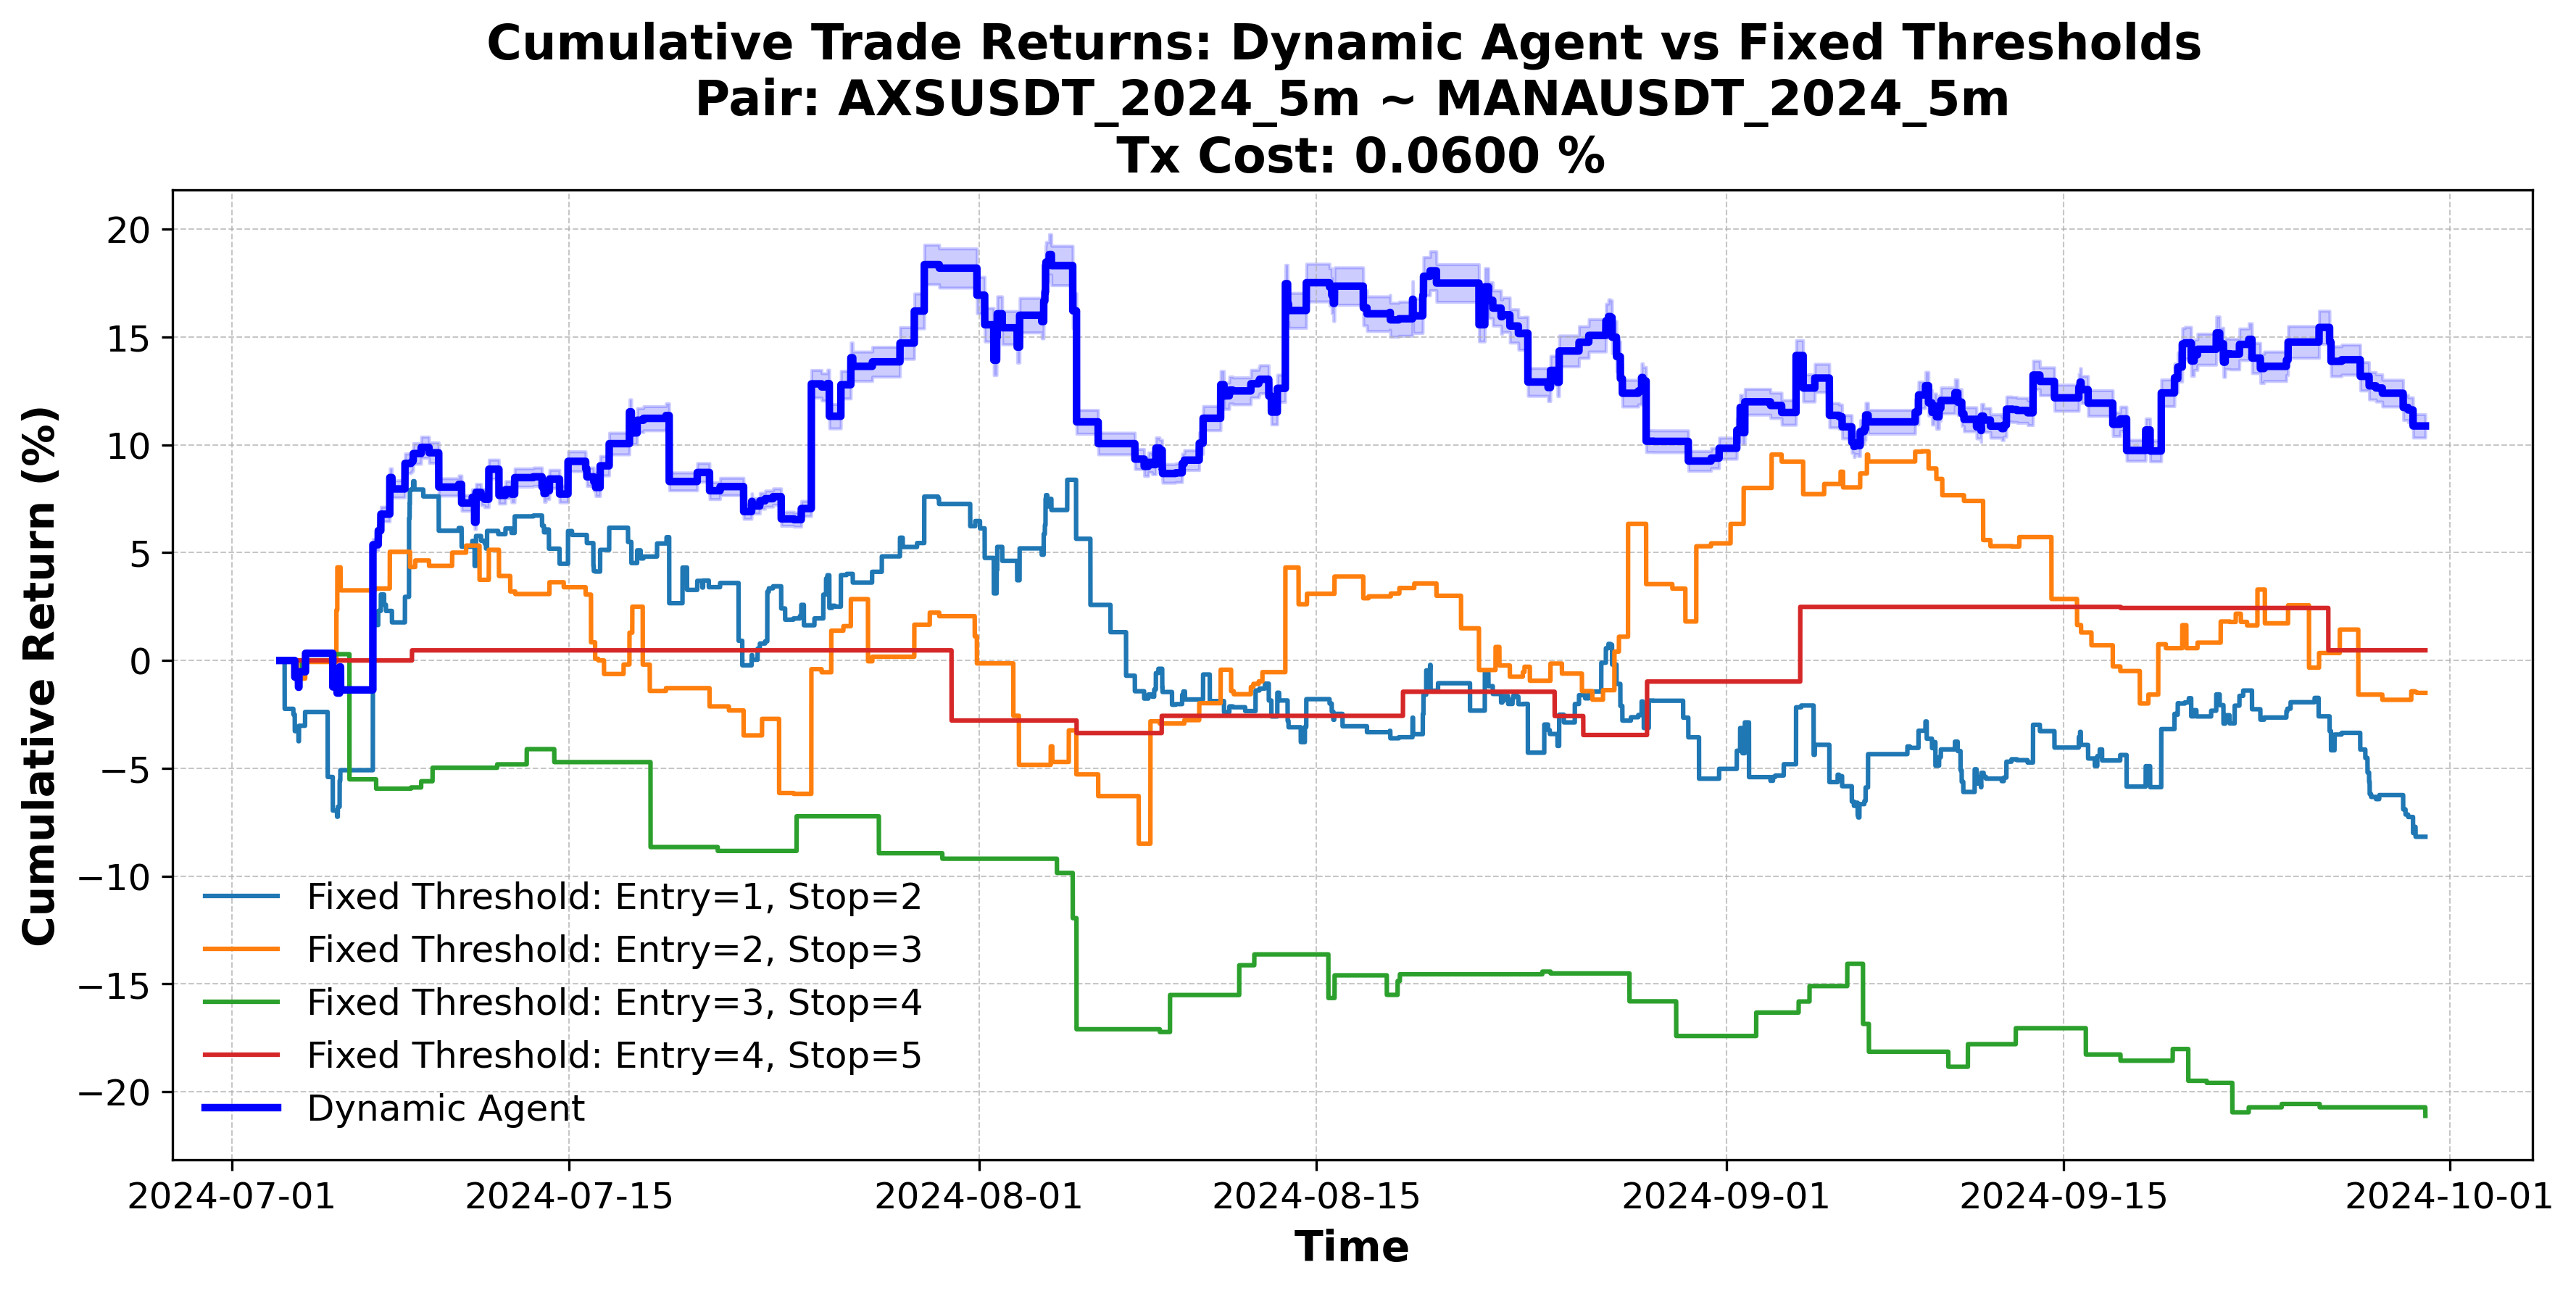 Cumulative Trade Returns: Dynamic Agent vs Fixed Thresholds
Pair: AXSUSDT_2024_5m ~ MANAUSDT_2024_5m
Tx Cost: 0.0600 %
Cumulative Return (%)
20
15
10
5
0
−5
−10
−15
−20
Fixed Threshold: Entry=1, Stop=2
Fixed Threshold: Entry=2, Stop=3
Fixed Threshold: Entry=3, Stop=4
Fixed Threshold: Entry=4, Stop=5
Dynamic Agent
2024-07-01 2024-07-15 2024-08-01 2024-08-15 2024-09-01 2024-09-15 2024-10-01
Time